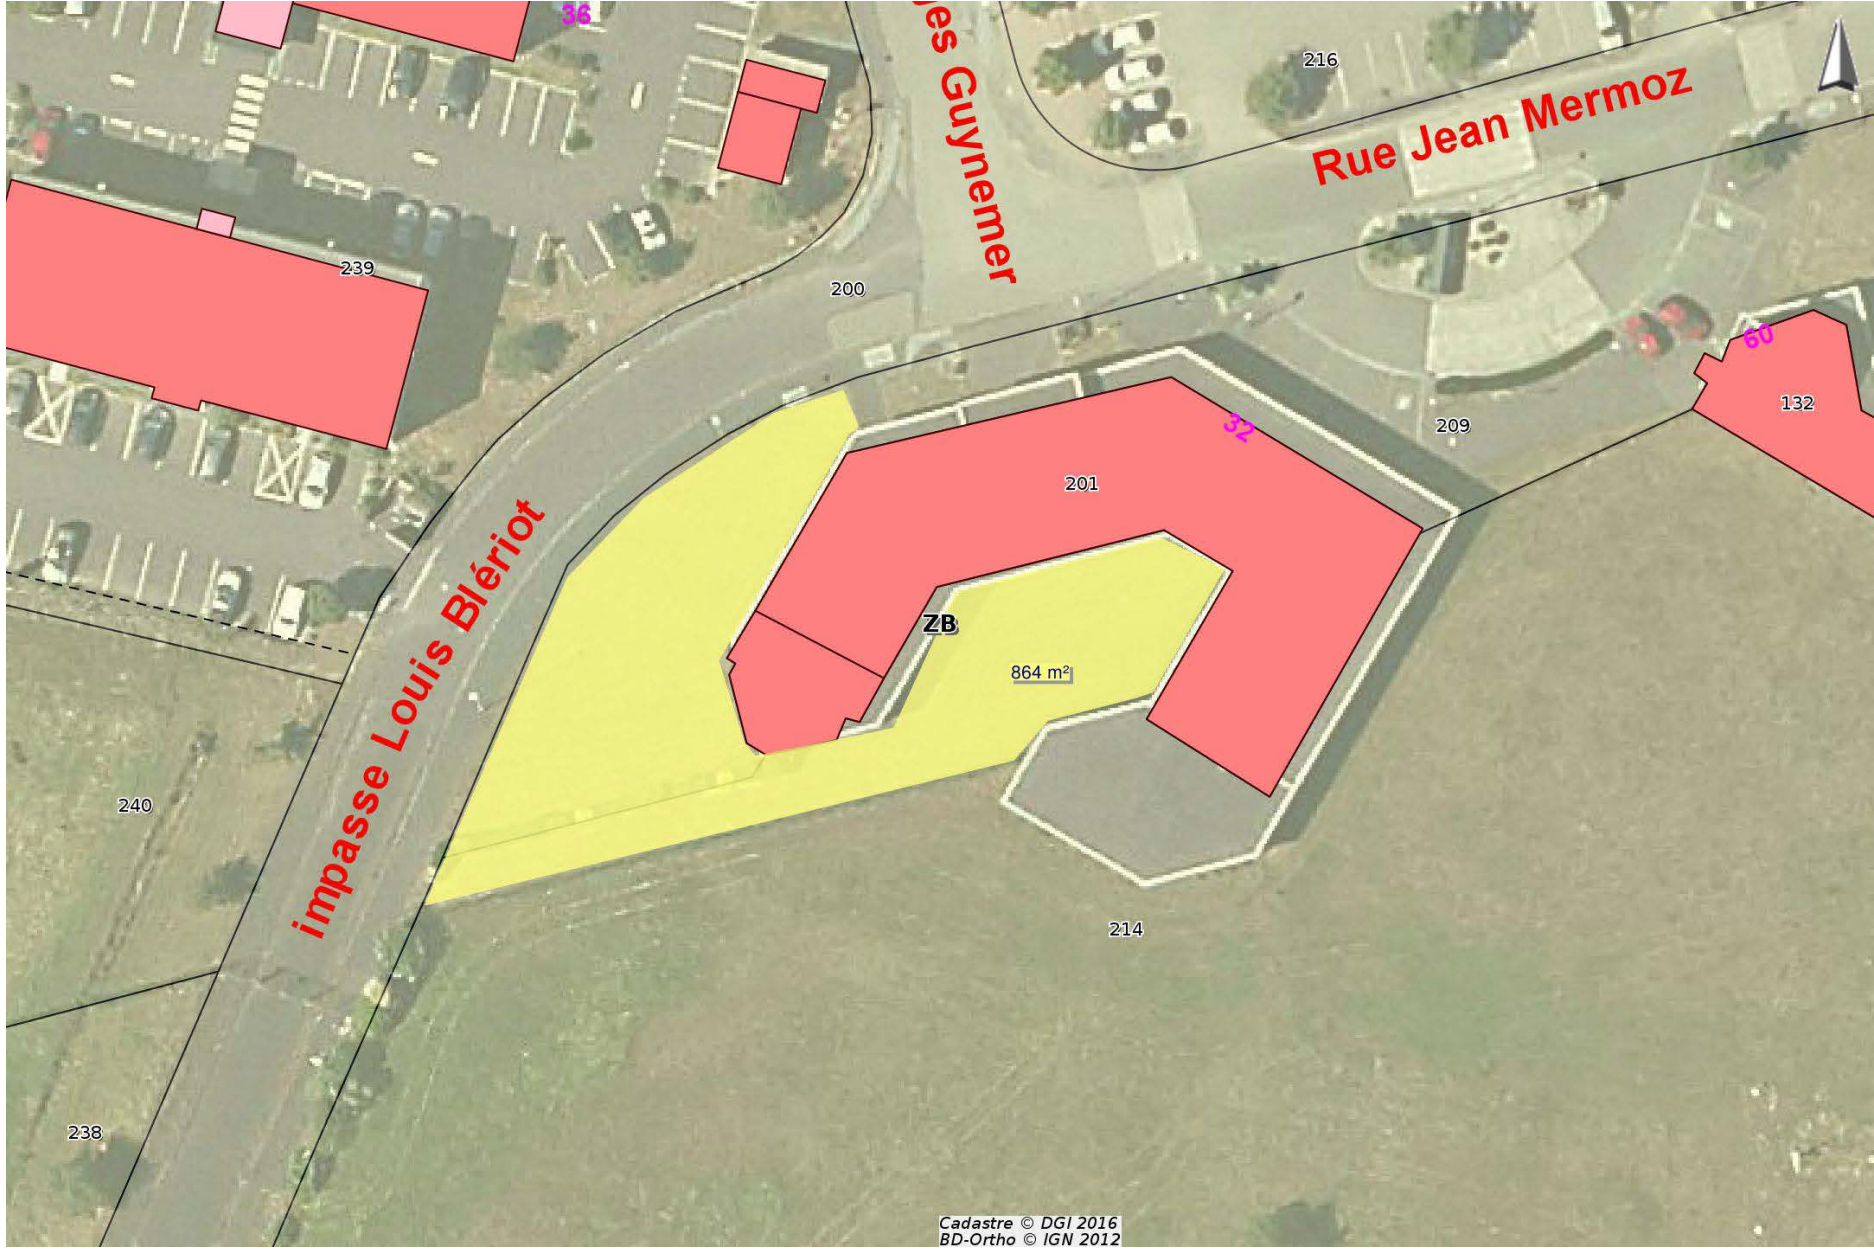 36
ges Guynemer
216
Rue Jean Mermoz
239
200
60
132
32
209
201
impasse Louis Blériot
ZB
864 m²
240
214
238
Cadastre © DGI 2016
BD-Ortho © IGN 2012